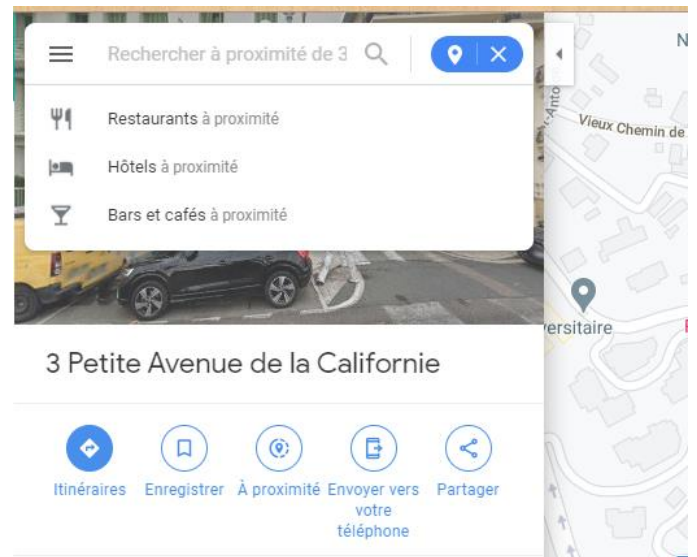 Rechercher à proximité de 3
Restaurants à proximité
Hôtels à proximité
Bars et cafés à proximité
3 Petite Avenue de la Californie
Itinéraires
Enregistrer
À proximité
Envoyer vers
votre
téléphone
Partager
N
Vieux Chemin de
versitaire